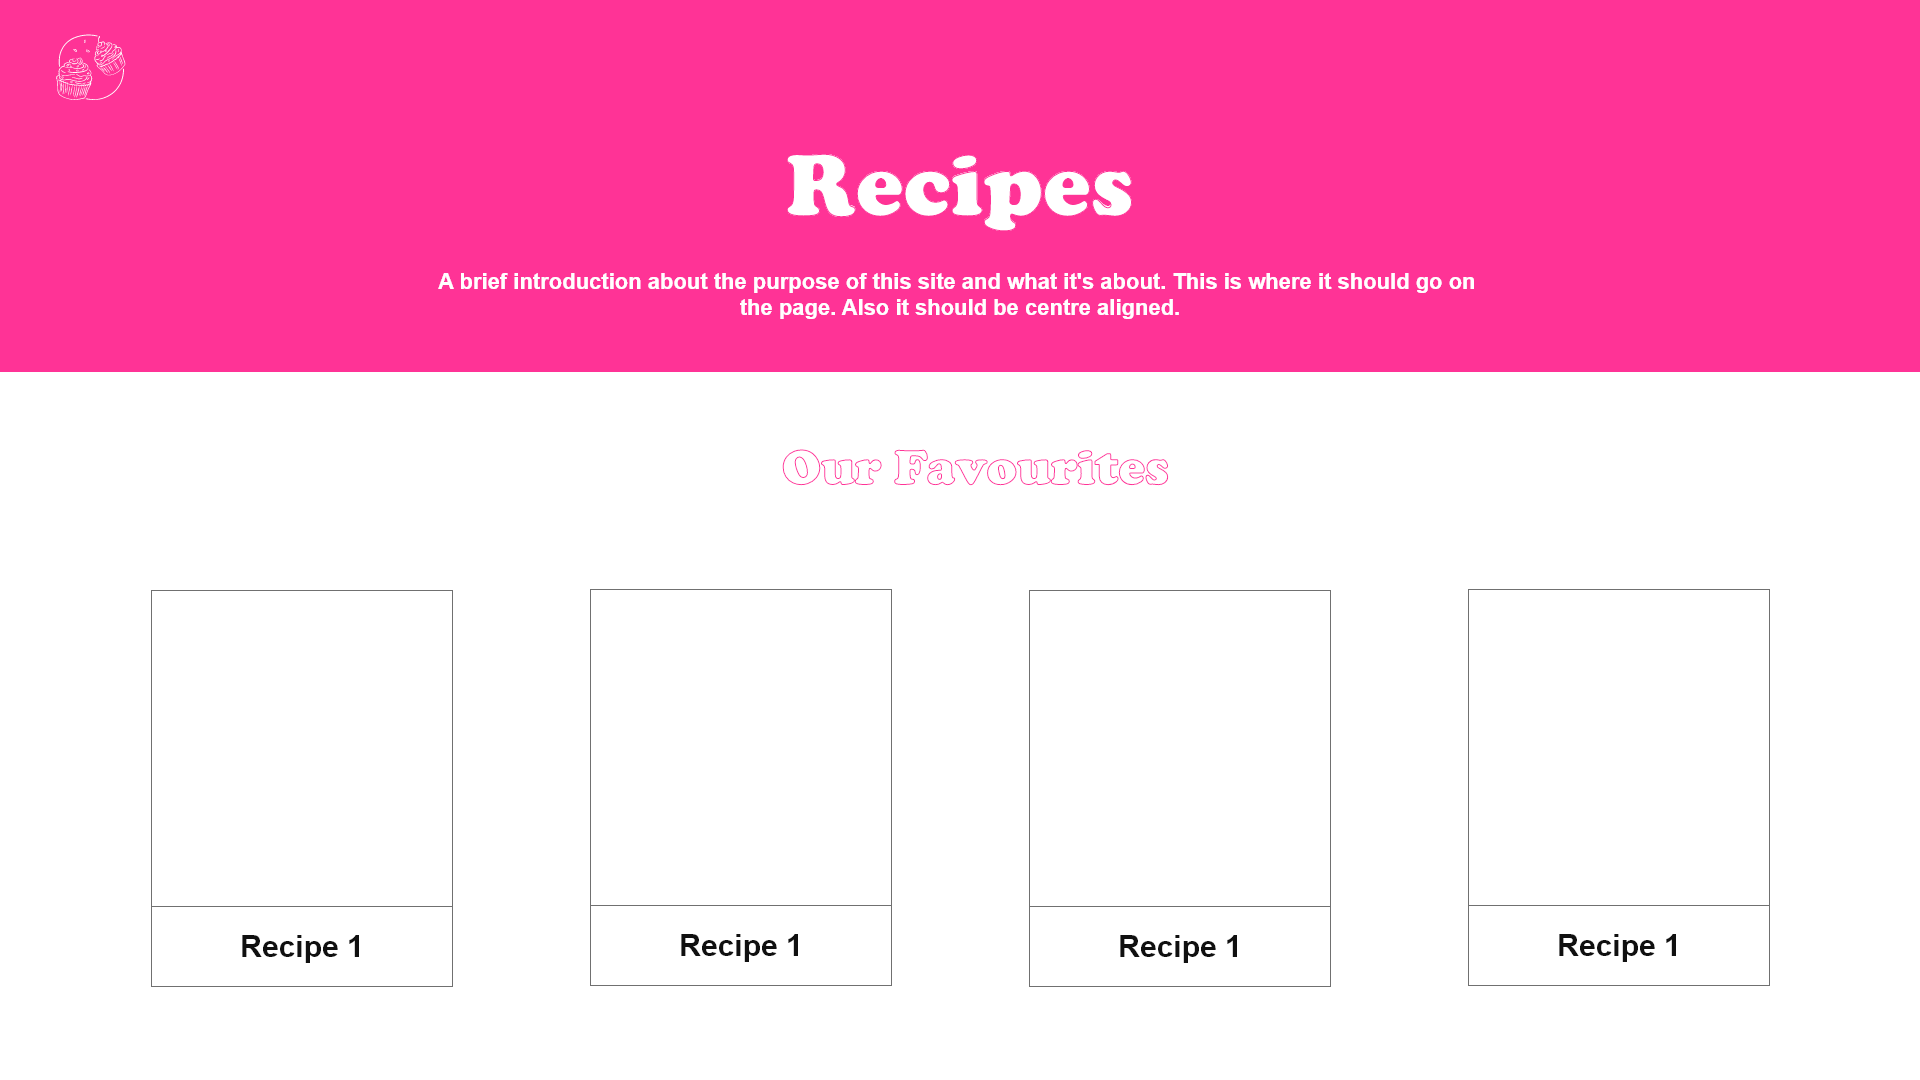 Recipes
A brief introduction about the purpose of this site and what it's about. This is where it should go on
the page. Also it should be centre aligned.
Our Favourites
Recipe 1
Recipe 1
Recipe 1
Recipe 1